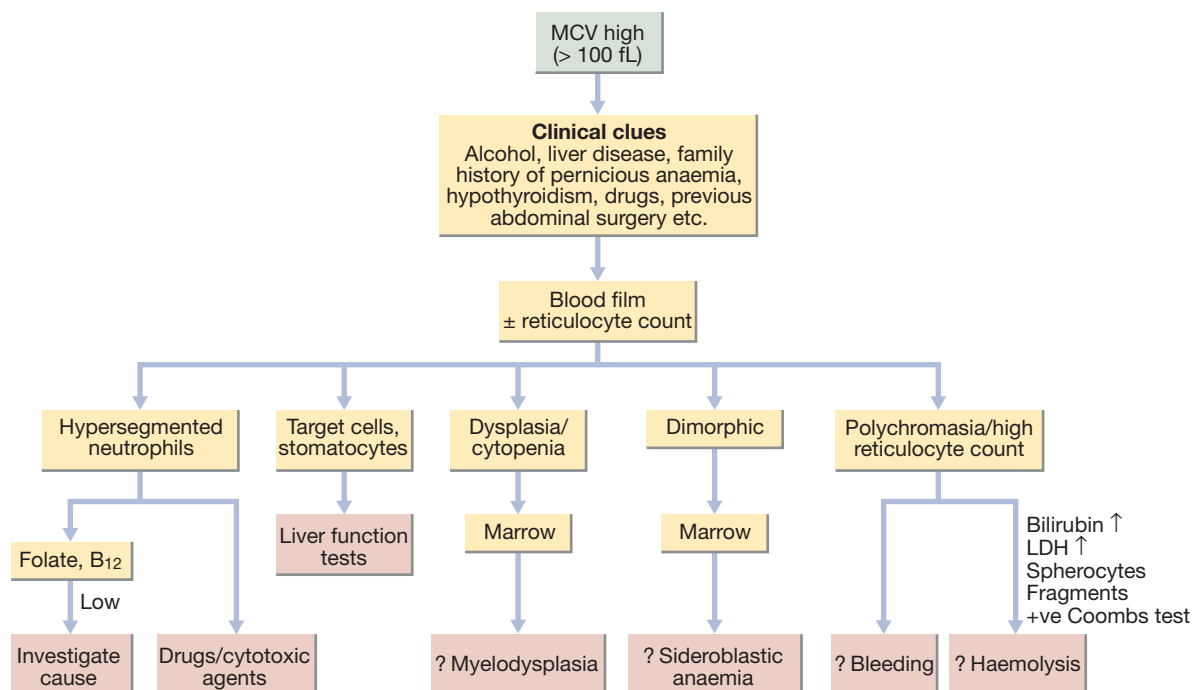 MCV high
(> 100 fL)
Clinical clues
Alcohol, liver disease, family
history of pernicious anaemia,
hypothyroidism, drugs, previous
abdominal surgery etc.
Blood film
± reticulocyte count
Hypersegmented
neutrophils
Target cells,
stomatocytes
Dysplasia/
cytopenia
Dimorphic
Polychromasia/high
reticulocyte count
Folate, B₁₂
Liver function
tests
Marrow
Marrow
Bilirubin ↑
LDH ↑
Spherocytes
Fragments
+ve Coombs test
Low
Investigate
cause
Drugs/cytotoxic
agents
? Myelodysplasia
? Sideroblastic
anaemia
? Bleeding
? Haemolysis